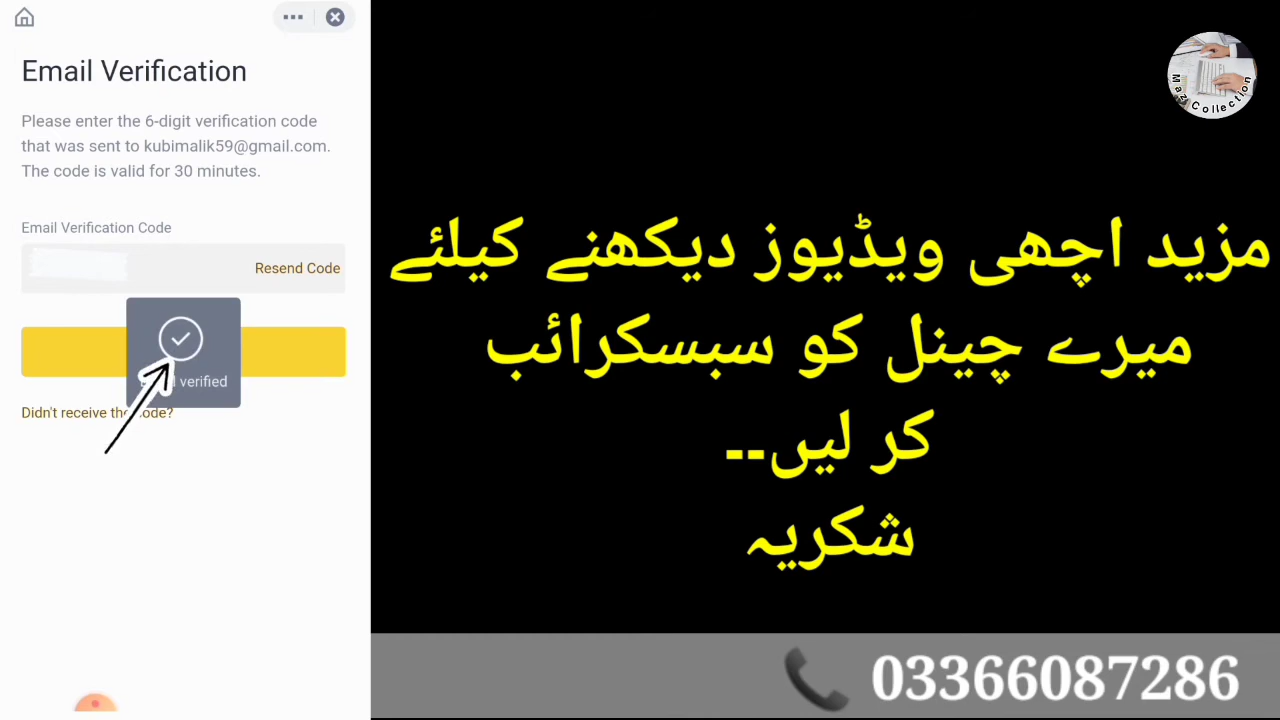 Email Verification
Please enter the 6-digit verification code
that was sent to kubimalik59@gmail.com.
The code is valid for 30 minutes.
Email Verification Code
Resend Code
verified
Didn't receive the code?
Maz Collection
مزید اچھی ویڈیوز دیکھنے کیلئے
میرے چینل کو سبسکرائب
کر لیں۔۔
شکریہ
03366087286